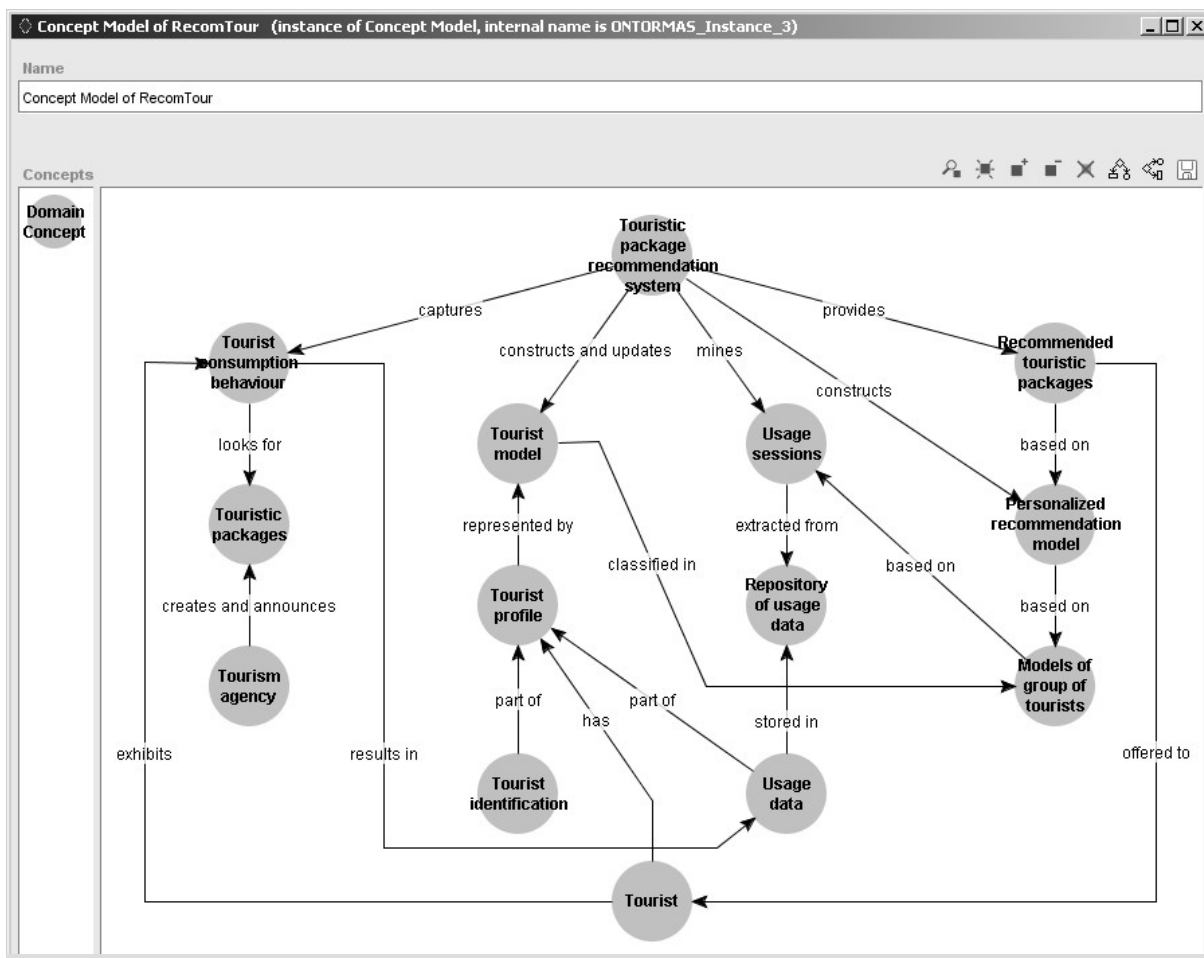 Concept Model of RecomTour (instance of Concept Model, internal name is ONTORMAS_Instance_3)
Name
Concept Model of RecomTour
Concepts
Domain
Concept
Touristic
package
recommendation
system
captures
provides
Tourist
consumption
behaviour
constructs and updates
mines
Recommended
touristic
packages
constructs
looks for
Tourist
model
Usage
sessions
based on
Touristic
packages
represented by
extracted from
Personalized
recommendation
model
classified in
based on
creates and announces
Tourist
profile
Repository
of usage
data
based on
Tourism
agency
Models of
group of
tourists
part of
has
part of
stored in
exhibits
results in
offered to
Tourist
identification
Usage
data
Tourist